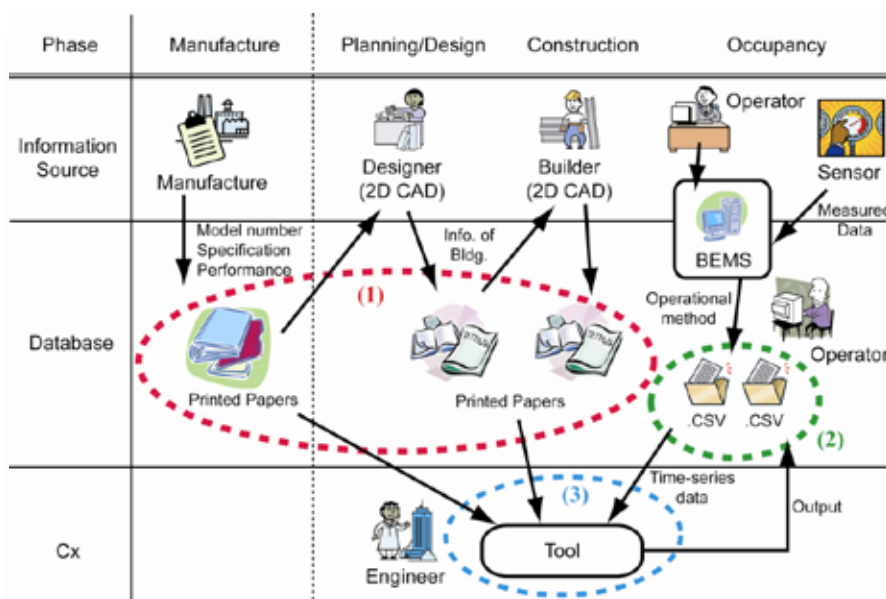 Phase
Manufacture
Planning/Design
Construction
Occupancy
Information
Source
Manufacture
Designer
(2D CAD)
Builder
(2D CAD)
Operator
Sensor
BEMS
Measured
Data
Database
Model number
Specification
Performance
Info. of
Bldg.
Operational
method
Operator
(1)
Printed Papers
Printed Papers
.CSV
.CSV
(2)
Cx
Engineer
(3)
Tool
Time-series
data
Output